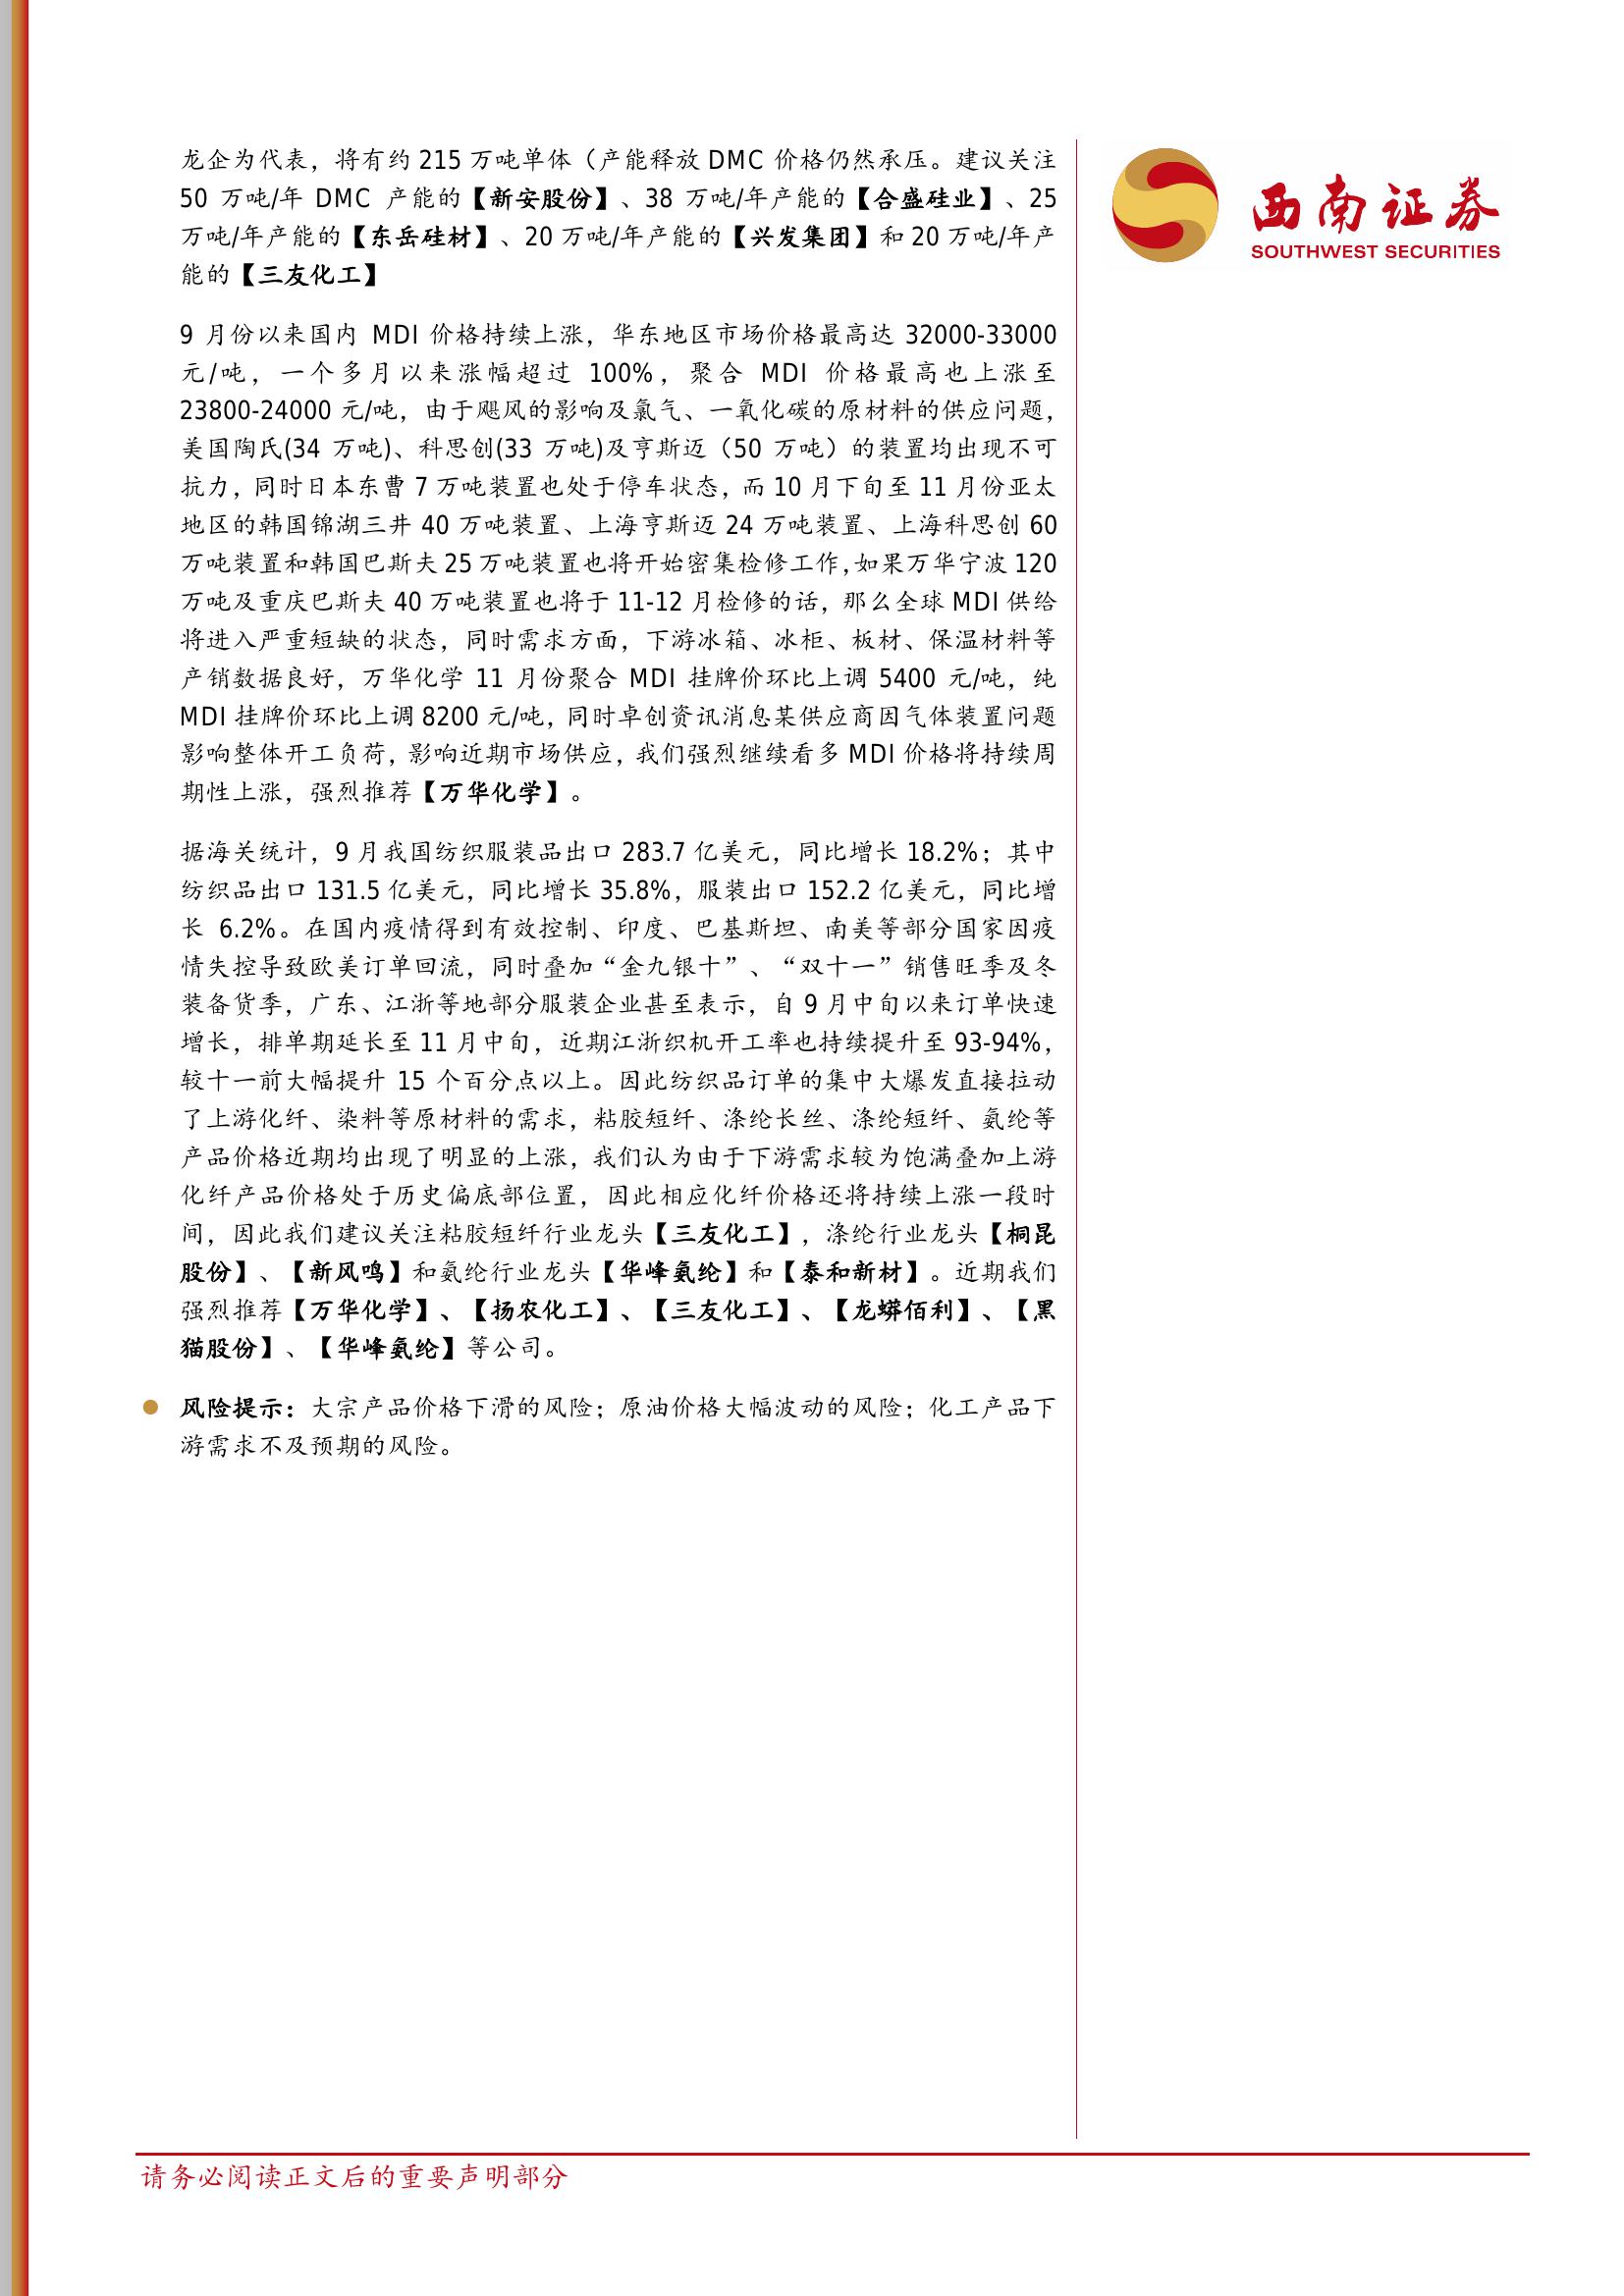 龙企为代表，将有约 215 万吨单体（产能释放 DMC 价格仍然承压。建议关注
50 万吨/年 DMC 产能的【新安股份】、38 万吨/年产能的【合盛硅业】、25
万吨/年产能的【东岳硅材】、20 万吨/年产能的【兴发集团】和 20 万吨/年产
能的【三友化工】
9 月份以来国内 MDI 价格持续上涨，华东地区市场价格最高达 32000-33000
元/吨，一个多月以来涨幅超过 100%，聚合 MDI 价格最高也上涨至
23800-24000 元/吨，由于飓风的影响及氯气、一氧化碳的原材料的供应问题，
美国陶氏(34 万吨)、科思创(33 万吨)及亨斯迈（50 万吨）的装置均出现不可
抗力，同时日本东曹 7 万吨装置也处于停车状态，而 10 月下旬至 11 月份亚太
地区的韩国锦湖三井 40 万吨装置、上海亨斯迈 24 万吨装置、上海科思创 60
万吨装置和韩国巴斯夫 25 万吨装置也将开始密集检修工作，如果万华宁波 120
万吨及重庆巴斯夫 40 万吨装置也将于 11-12 月检修的话，那么全球 MDI 供给
将进入严重短缺的状态，同时需求方面，下游冰箱、冰柜、板材、保温材料等
产销数据良好，万华化学 11 月份聚合 MDI 挂牌价环比上调 5400 元/吨，纯
MDI 挂牌价环比上调 8200 元/吨，同时卓创资讯消息某供应商因气体装置问题
影响整体开工负荷，影响近期市场供应，我们强烈继续看多 MDI 价格将持续周
期性上涨，强烈推荐【万华化学】。
据海关统计，9 月我国纺织服装品出口 283.7 亿美元，同比增长 18.2%；其中
纺织品出口 131.5 亿美元，同比增长 35.8%，服装出口 152.2 亿美元，同比增
长 6.2%。在国内疫情得到有效控制、印度、巴基斯坦、南美等部分国家因疫
情失控导致欧美订单回流，同时叠加“金九银十”、“双十一”销售旺季及冬
装备货季，广东、江浙等地部分服装企业甚至表示，自 9 月中旬以来订单快速
增长，排单期延长至 11 月中旬，近期江浙织机开工率也持续提升至 93-94%，
较十一前大幅提升 15 个百分点以上。因此纺织品订单的集中大爆发直接拉动
了上游化纤、染料等原材料的需求，粘胶短纤、涤纶长丝、涤纶短纤、氨纶等
产品价格近期均出现了明显的上涨，我们认为由于下游需求较为饱满叠加上游
化纤产品价格处于历史偏底部位置，因此相应化纤价格还将持续上涨一段时
间，因此我们建议关注粘胶短纤行业龙头【三友化工】，涤纶行业龙头【桐昆
股份】、【新风鸣】和氨纶行业龙头【华峰氨纶】和【泰和新材】。近期我们
强烈推荐【万华化学】、【扬农化工】、【三友化工】、【龙蟒佰利】、【黑
猫股份】、【华峰氨纶】等公司。
风险提示：大宗产品价格下滑的风险；原油价格大幅波动的风险；化工产品下
游需求不及预期的风险。
西南证券
SOUTHWEST SECURITIES
请务必阅读正文后的重要声明部分